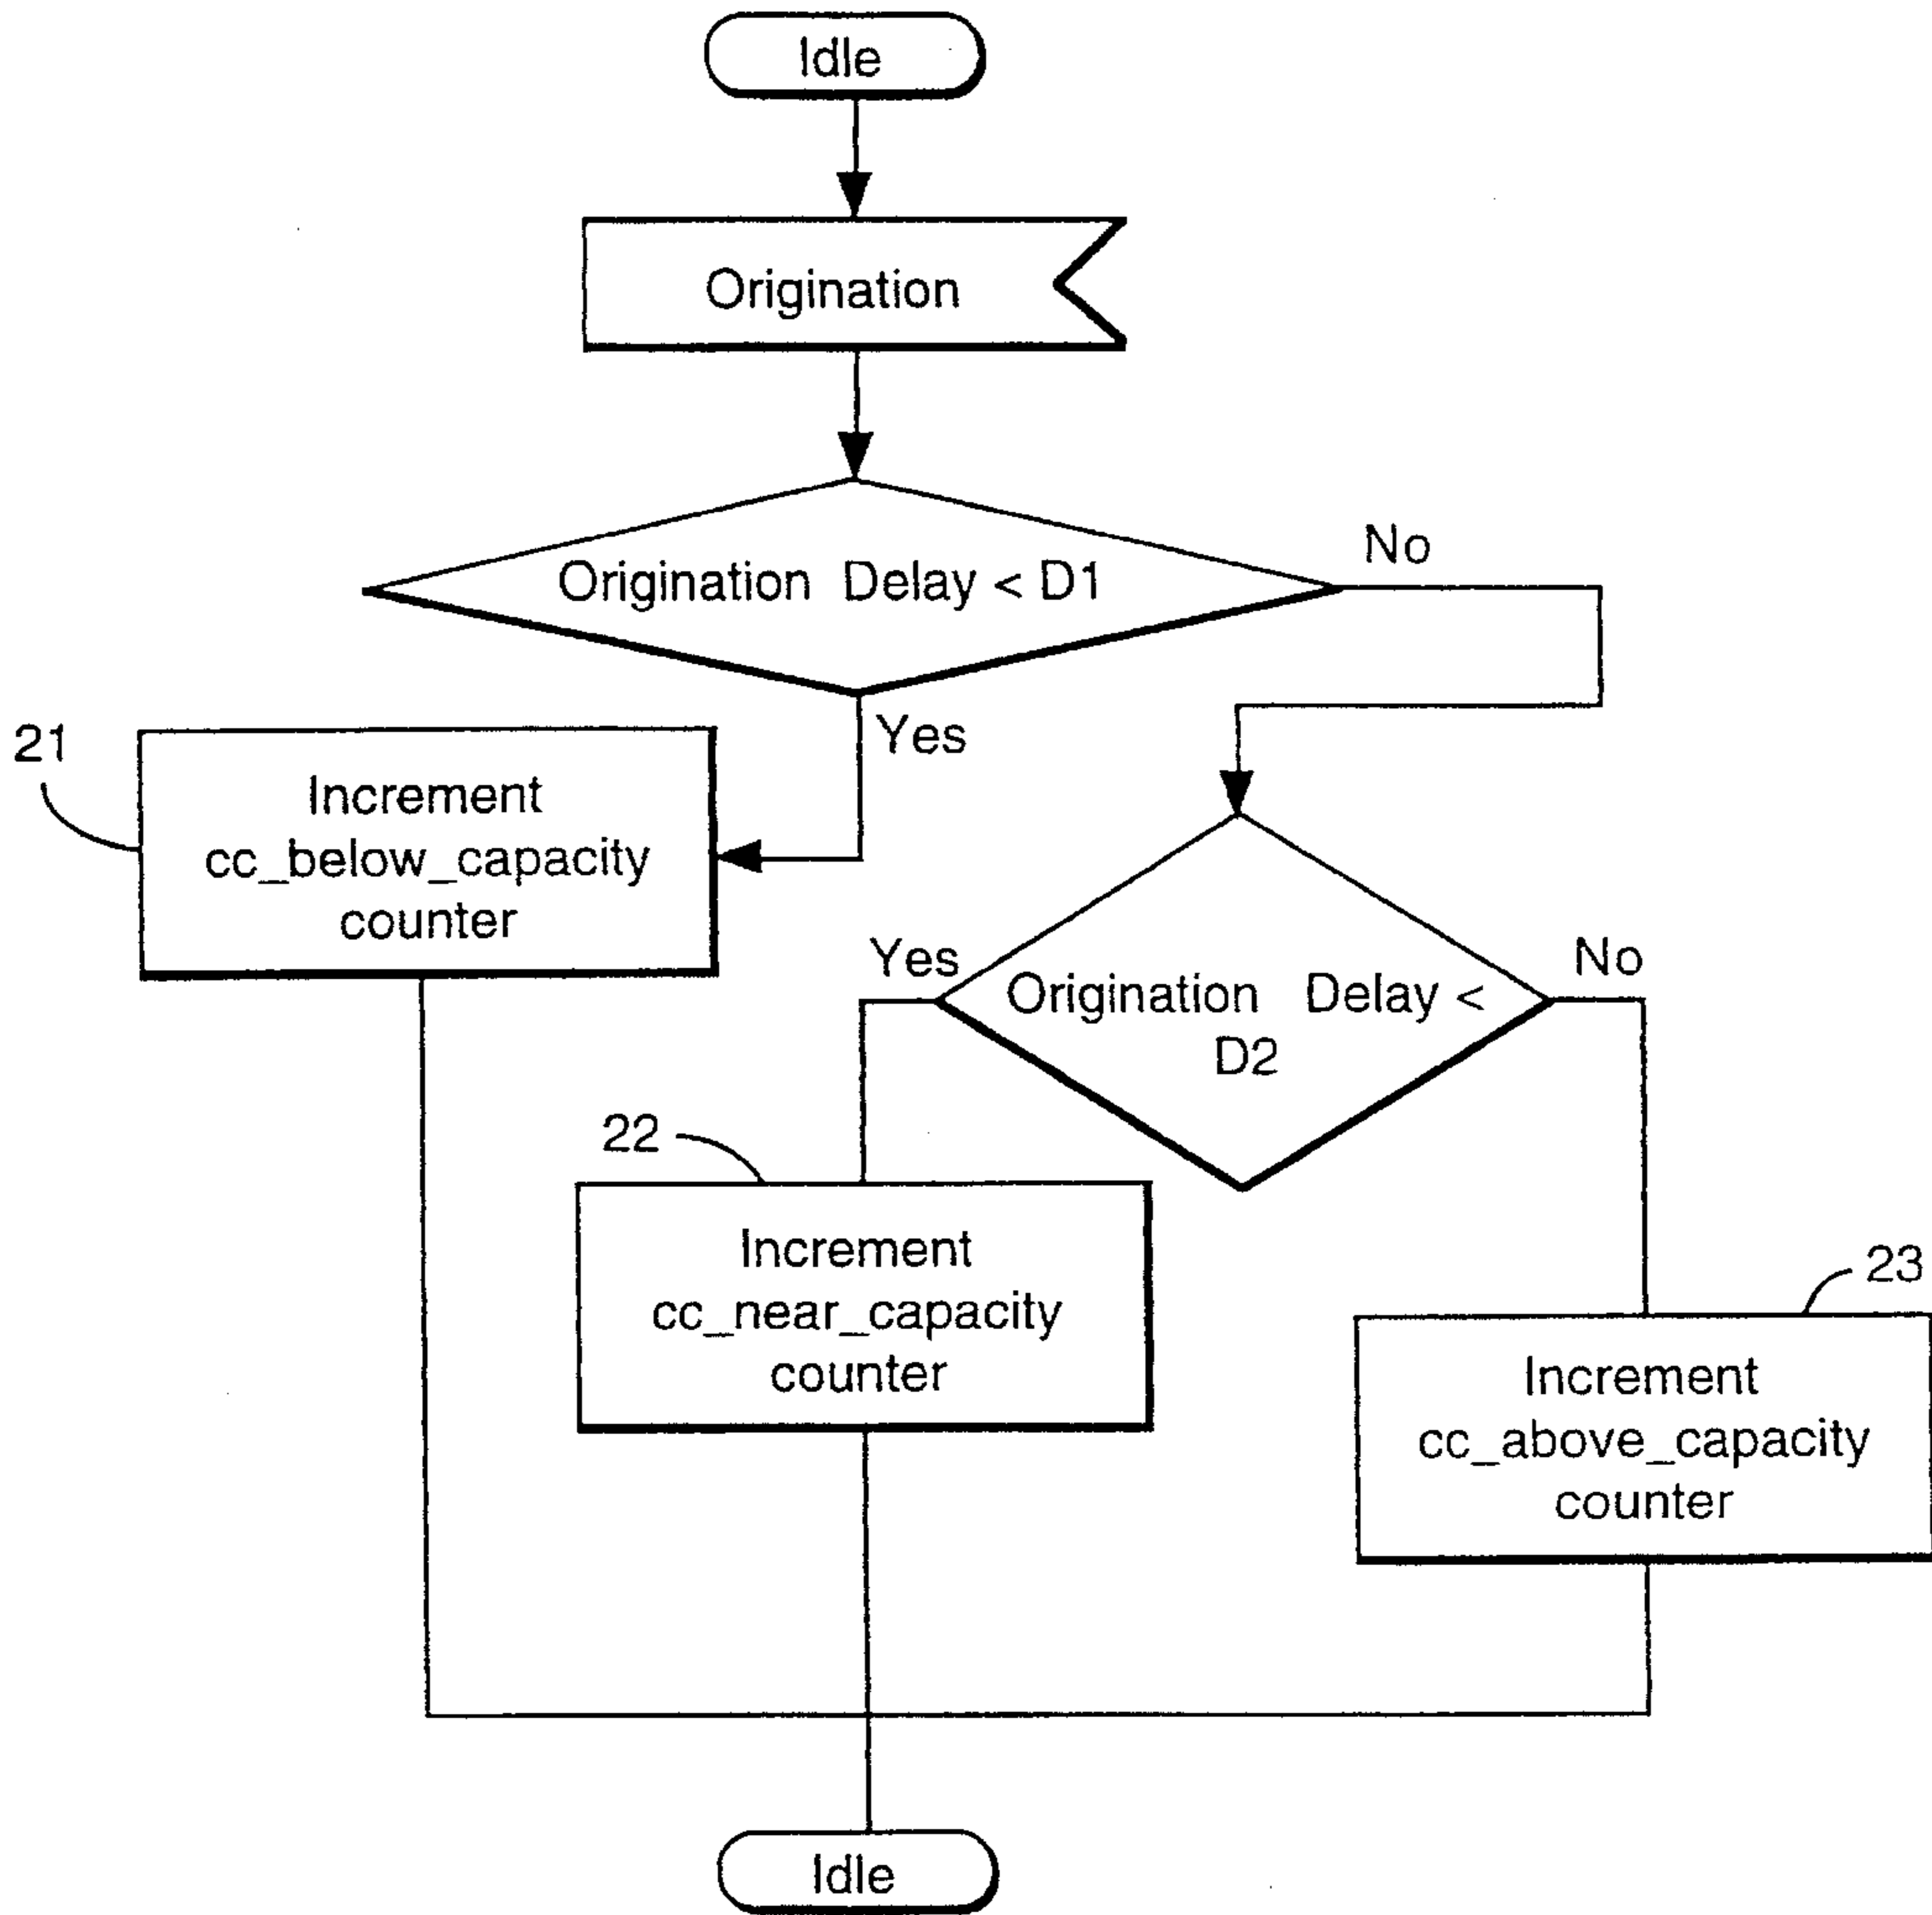 Idle
Origination
Origination Delay < D1
No
Yes
21
Increment
cc_below_capacity
counter
Yes
Origination Delay <
D2
No
22
Increment
cc_near_capacity
counter
23
Increment
cc_above_capacity
counter
Idle